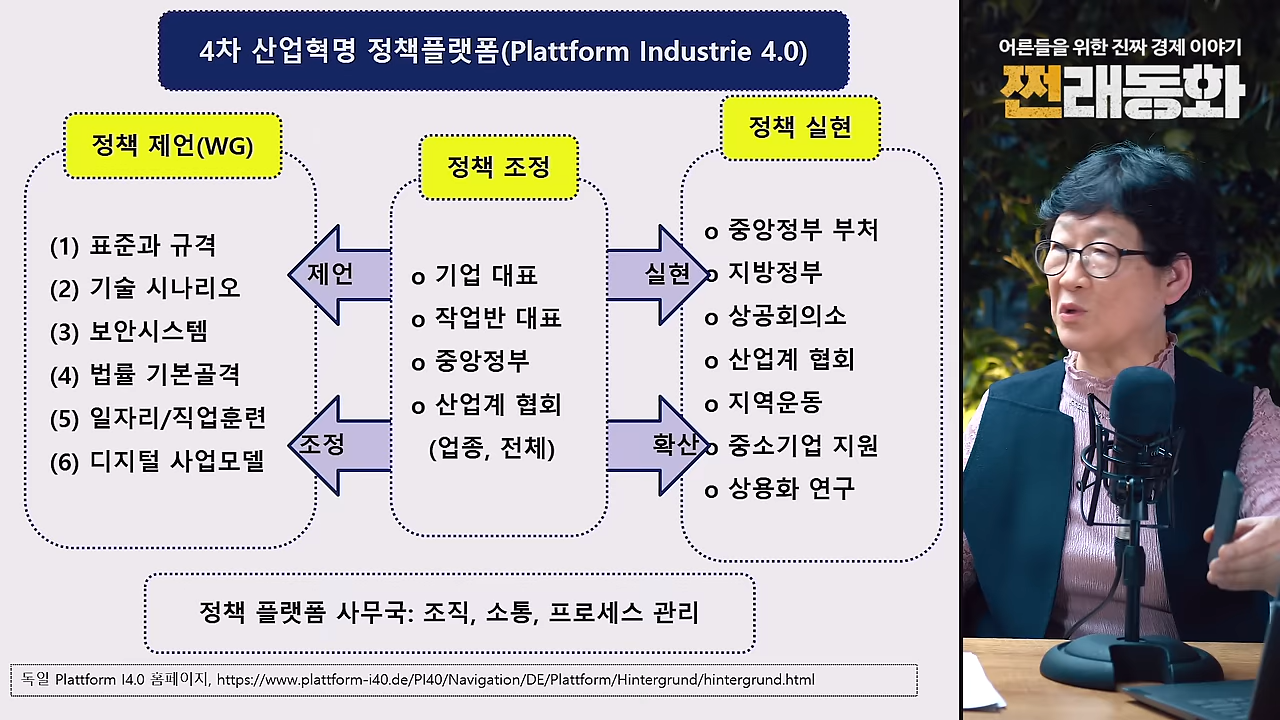 4차 산업혁명 정책플랫폼(Plattform Industrie 4.0)
정책 제언(WG)
(1) 표준과 규격
(2) 기술 시나리오
(3) 보안시스템
(4) 법률 기본골격
(5) 일자리/직업훈련
(6) 디지털 사업모델
제언
조정
정책 조정
o 기업 대표
o 작업반 대표
o 중앙정부
o 산업계 협회
(업종, 전체)
실현
확산
정책 실현
o 중앙정부 부처
o 지방정부
o 상공회의소
o 산업계 협회
o 지역운동
o 중소기업 지원
o 상용화 연구
정책 플랫폼 사무국: 조직, 소통, 프로세스 관리
독일 Plattform I4.0 홈페이지, https://www.plattform-i40.de/PI40/Navigation/DE/Plattform/Hintergrund/hintergrund.html
어른들을 위한 진짜 경제 이야기
쩐래동화